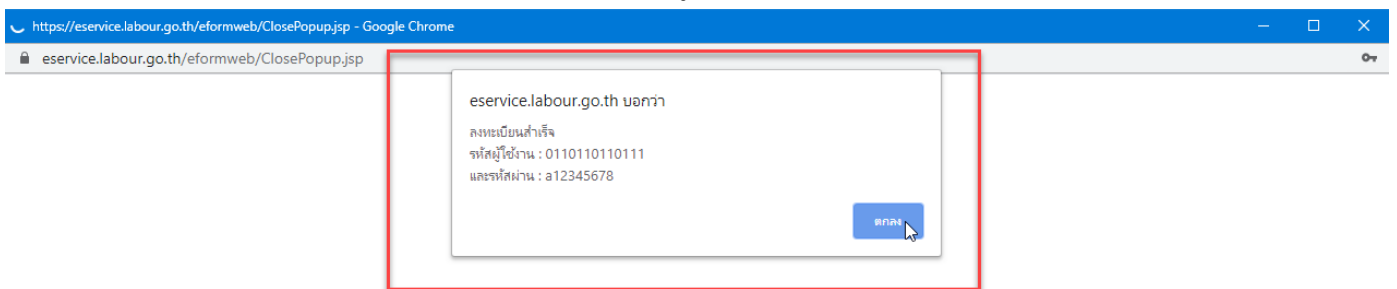 https://eservice.labour.go.th/eformweb/ClosePopup.jsp - Google Chrome
eservice.labour.go.th/eformweb/ClosePopup.jsp
eservice.labour.go.th บอกว่า
ลงทะเบียนสำเร็จ
รหัสผู้ใช้งาน : 0110110110111
และรหัสผ่าน : a12345678
ตกลง